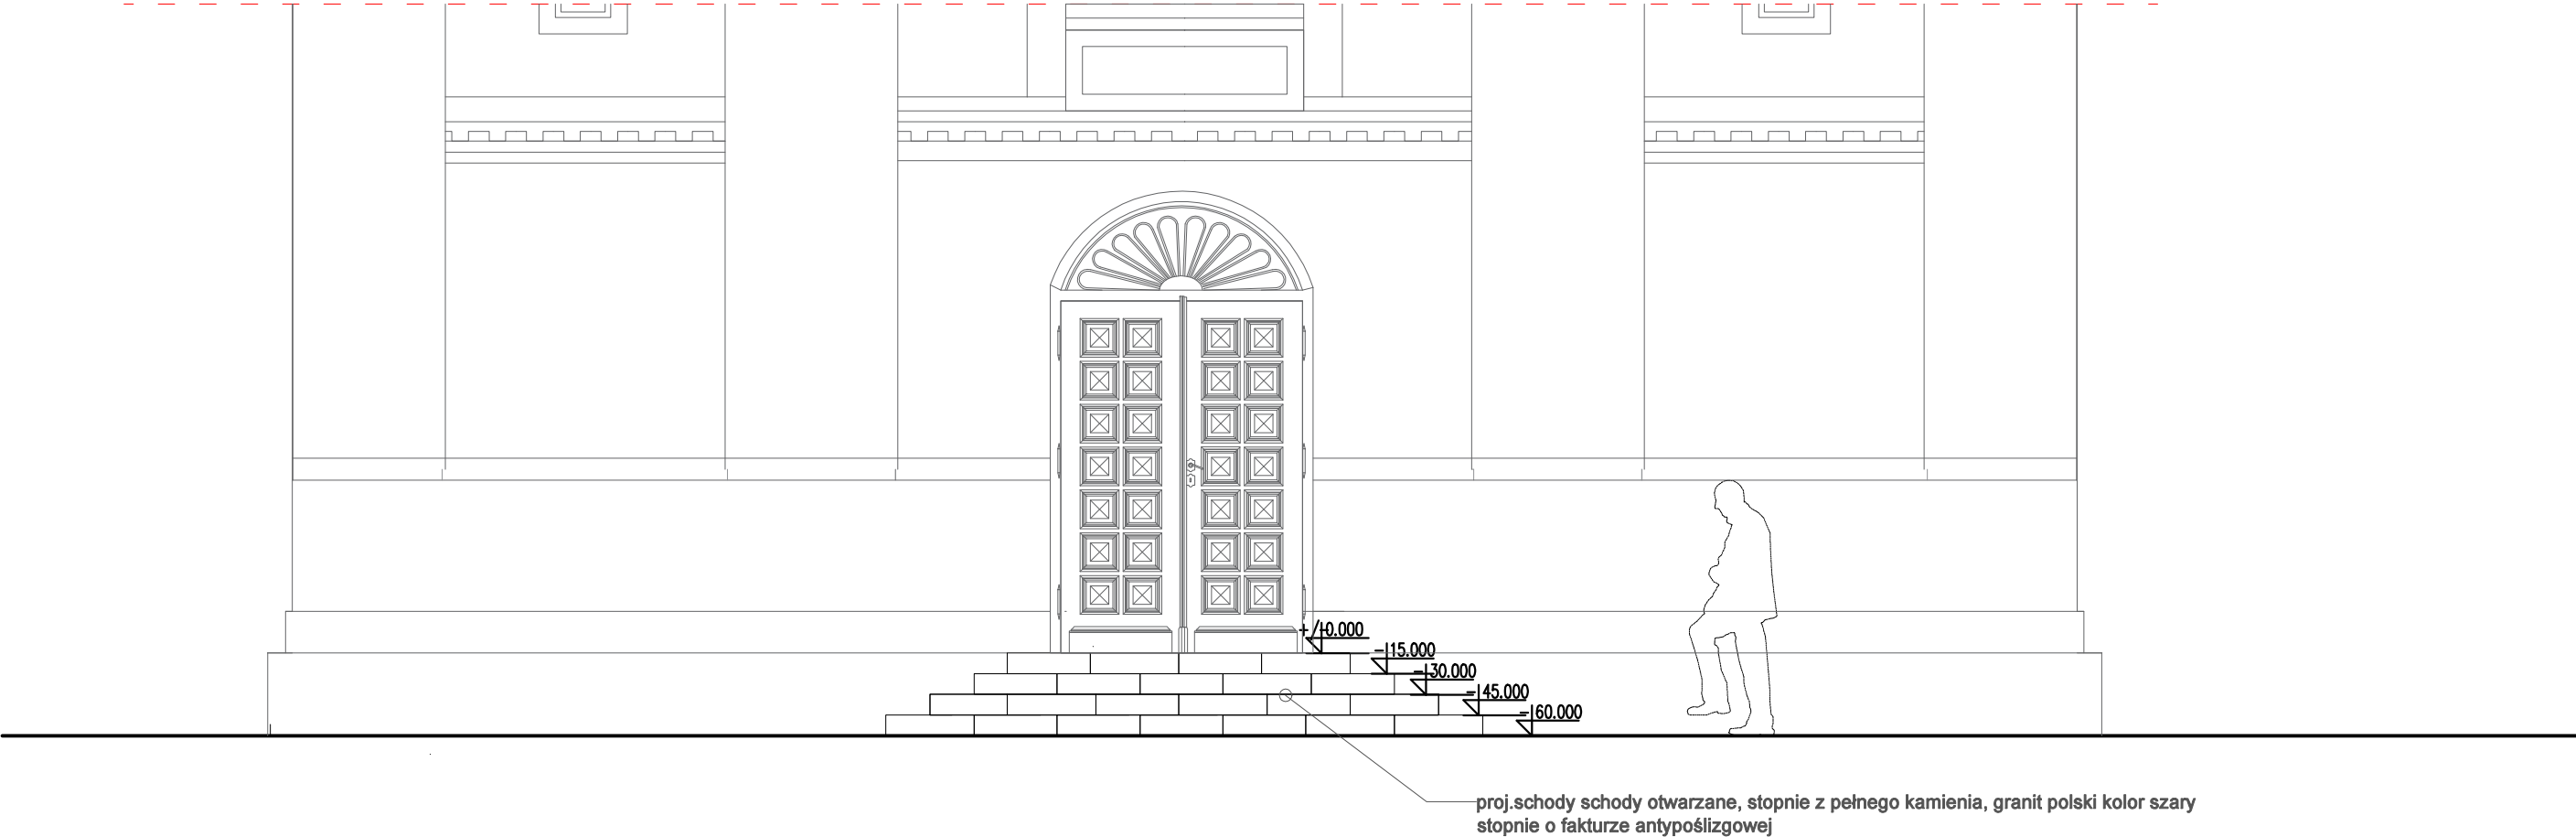 +/-0.000
-15.000
-30.000
-45.000
-60.000
proj.schody schody otwarzane, stopnie z pełnego kamienia, granit polski kolor szary
stopnie o fakturze antypoślizgowej